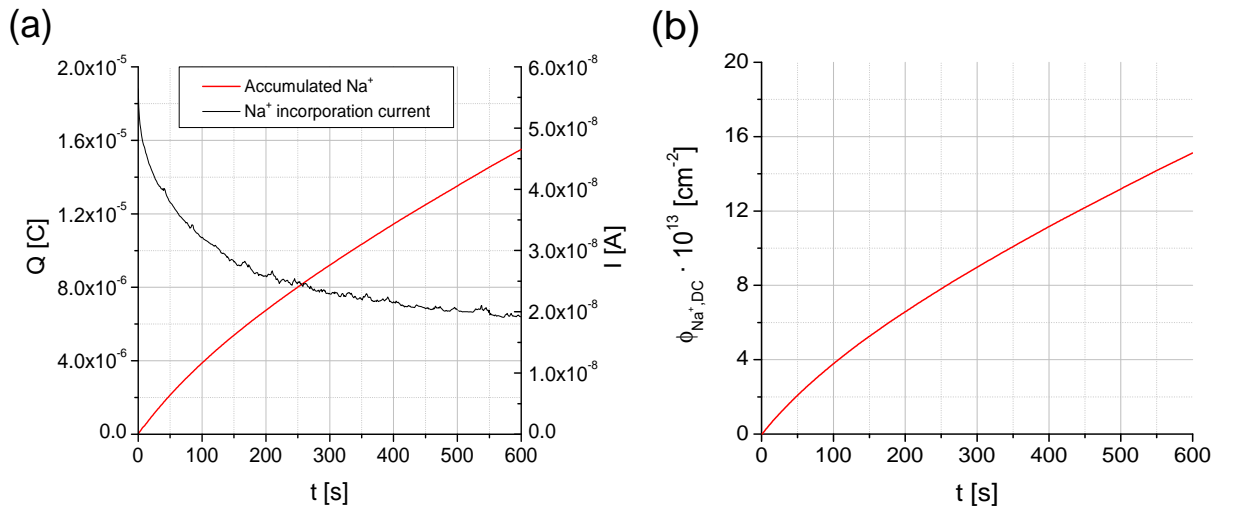 (a)
2.0x10⁻⁵
1.6x10⁻⁵
1.2x10⁻⁵
8.0x10⁻⁶
4.0x10⁻⁶
0.0
Q [C]
Accumulated Na⁺
Na⁺ incorporation current
6.0x10⁻⁸
5.0x10⁻⁸
4.0x10⁻⁸
3.0x10⁻⁸
2.0x10⁻⁸
1.0x10⁻⁸
0.0
I [A]
0 100 200 300 400 500 600
t [s]
(b)
20
16
12
8
4
0
ϕNa⁺,DC · 10¹³ [cm⁻²]
0 100 200 300 400 500 600
t [s]